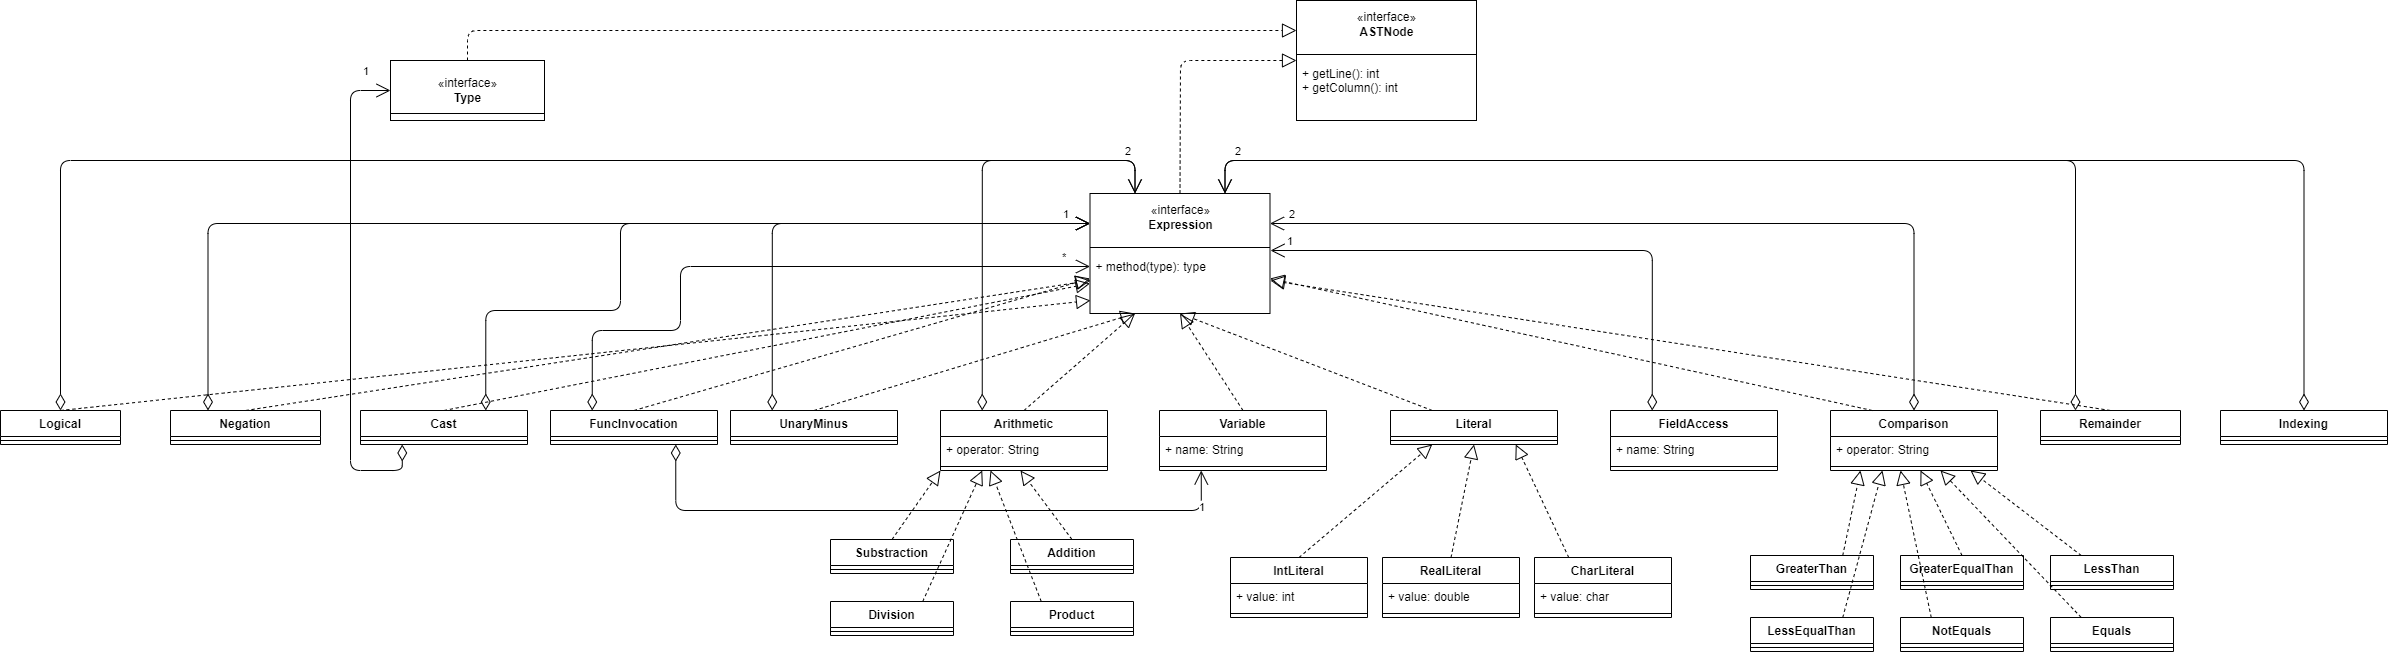 «interface»
ASTNode
+ getLine(): int
+ getColumn(): int
1
«interface»
Type
2
2
1
«interface»
Expression
2
1
*
+ method(type): type
Logical
Negation
Cast
FuncInvocation
UnaryMinus
Arithmetic
+ operator: String
Variable
+ name: String
Literal
FieldAccess
+ name: String
Comparison
+ operator: String
Remainder
Indexing
1
Substraction
Addition
Division
Product
IntLiteral
+ value: int
RealLiteral
+ value: double
CharLiteral
+ value: char
GreaterThan
GreaterEqualThan
LessThan
LessEqualThan
NotEquals
Equals